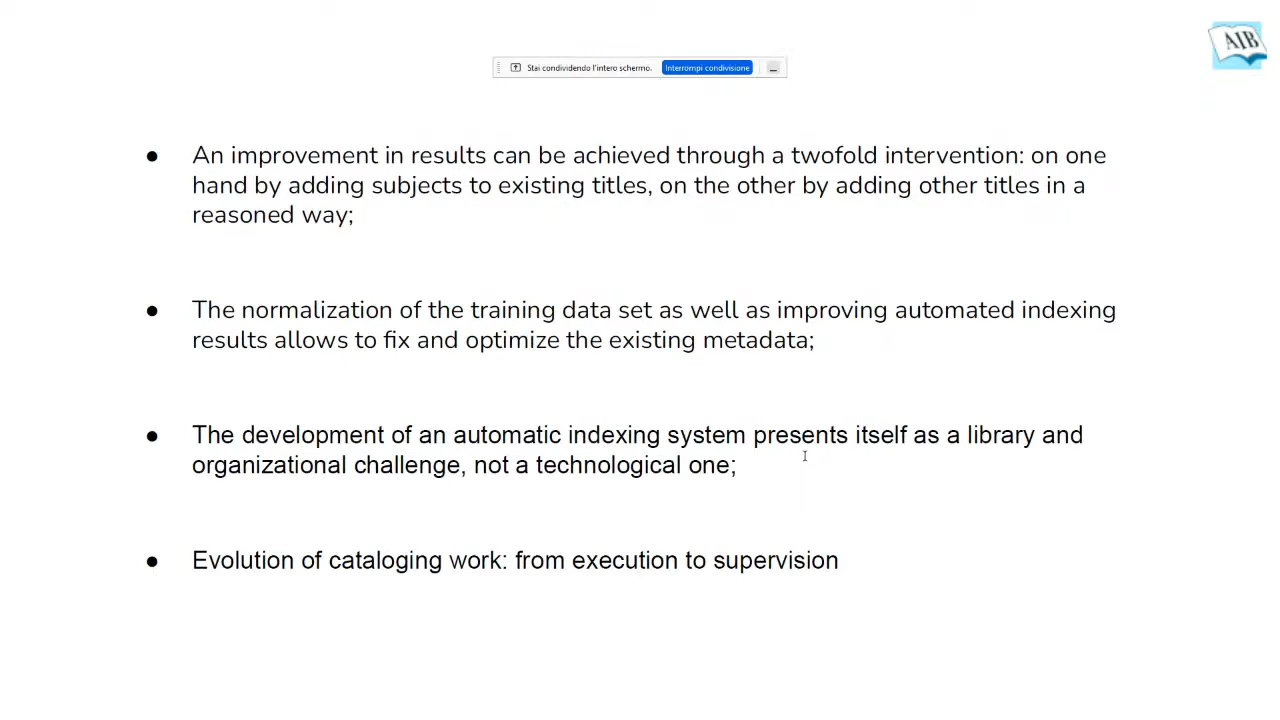 AIB
Stai condividendo l'intero schermo. Interrompi condivisione
● An improvement in results can be achieved through a twofold intervention: on one
hand by adding subjects to existing titles, on the other by adding other titles in a
reasoned way;
● The normalization of the training data set as well as improving automated indexing
results allows to fix and optimize the existing metadata;
● The development of an automatic indexing system presents itself as a library and
organizational challenge, not a technological one;
● Evolution of cataloging work: from execution to supervision